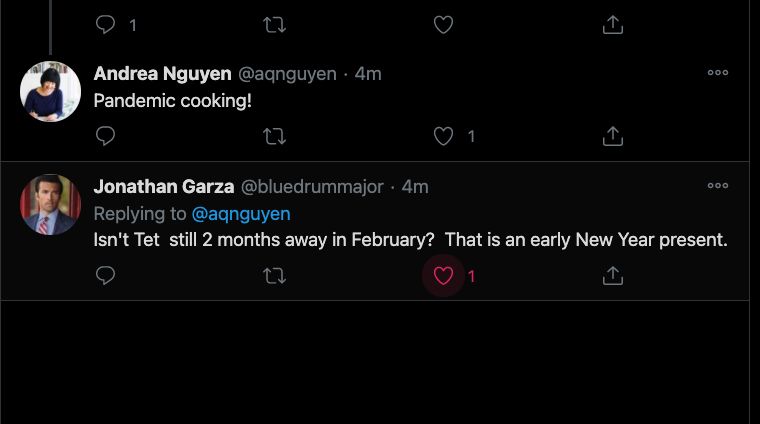 1
Andrea Nguyen @aqnguyen · 4m
Pandemic cooking!
1
Jonathan Garza @bluedrummajor · 4m
Replying to @aqnguyen
Isn't Tet  still 2 months away in February?  That is an early New Year present.
1